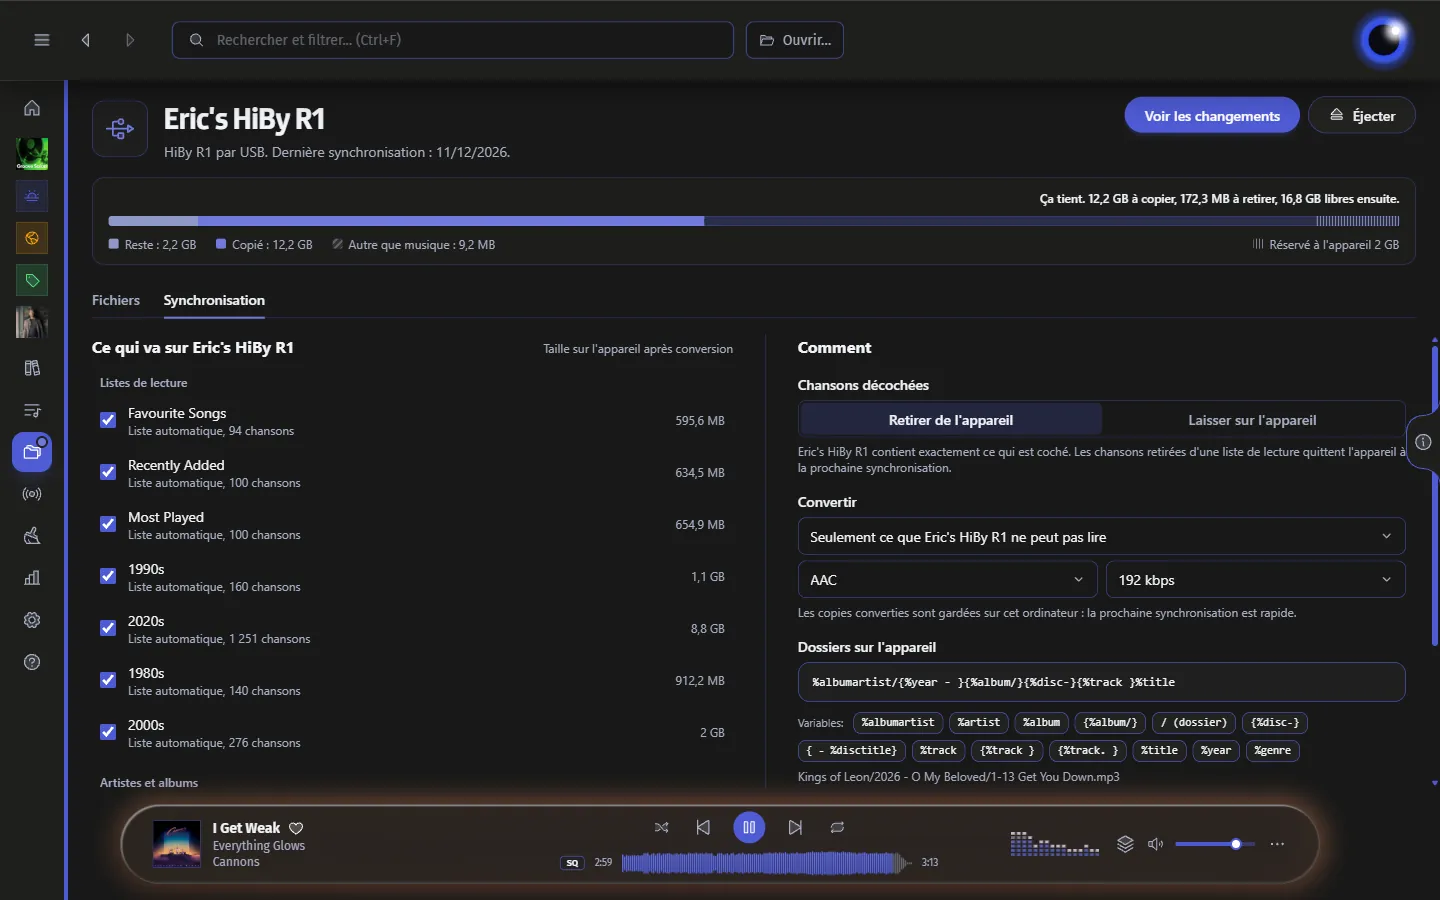 Rechercher et filtrer... (Ctrl+F)
Ouvrir...
Eric's HiBy R1
HiBy R1 par USB. Dernière synchronisation : 11/12/2026.
Voir les changements
Éjecter
Ça tient. 12,2 GB à copier, 172,3 MB à retirer, 16,8 GB libres ensuite.
Reste : 2,2 GB
Copié : 12,2 GB
Autre que musique : 9,2 MB
Réservé à l'appareil 2 GB
Fichiers
Synchronisation
Ce qui va sur Eric's HiBy R1
Taille sur l'appareil après conversion
Listes de lecture
Favourite Songs
Liste automatique, 94 chansons
595,6 MB
Recently Added
Liste automatique, 100 chansons
634,5 MB
Most Played
Liste automatique, 100 chansons
654,9 MB
1990s
Liste automatique, 160 chansons
1,1 GB
2020s
Liste automatique, 1 251 chansons
8,8 GB
1980s
Liste automatique, 140 chansons
912,2 MB
2000s
Liste automatique, 276 chansons
2 GB
Artistes et albums
Comment
Chansons décochées
Retirer de l'appareil
Laisser sur l'appareil
Eric's HiBy R1 contient exactement ce qui est coché. Les chansons retirées d'une liste de lecture quittent l'appareil à
la prochaine synchronisation.
Convertir
Seulement ce que Eric's HiBy R1 ne peut pas lire
AAC
192 kbps
Les copies converties sont gardées sur cet ordinateur : la prochaine synchronisation est rapide.
Dossiers sur l'appareil
%albumartist/{%year - }{%album/}{%disc-}{%track }%title
Variables: %albumartist %artist %album {%album/} / (dossier) {%disc-}
{ - %disctitle} %track {%track } {%track. } %title %year %genre
Kings of Leon/2026 - O My Beloved/1-13 Get You Down.mp3
I Get Weak
Everything Glows
Cannons
SQ
2:59
3:13